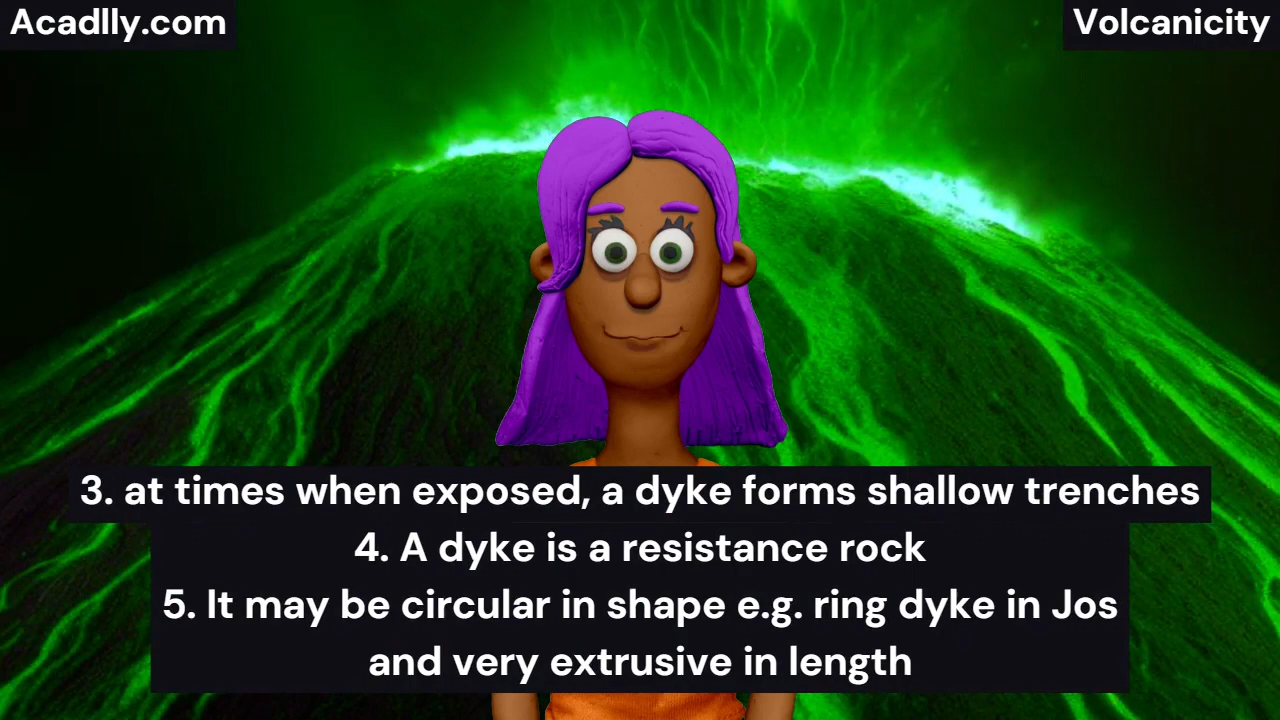 Acadlly.com
Volcanicity
3. at times when exposed, a dyke forms shallow trenches
4. A dyke is a resistance rock
5. It may be circular in shape e.g. ring dyke in Jos
and very extrusive in length